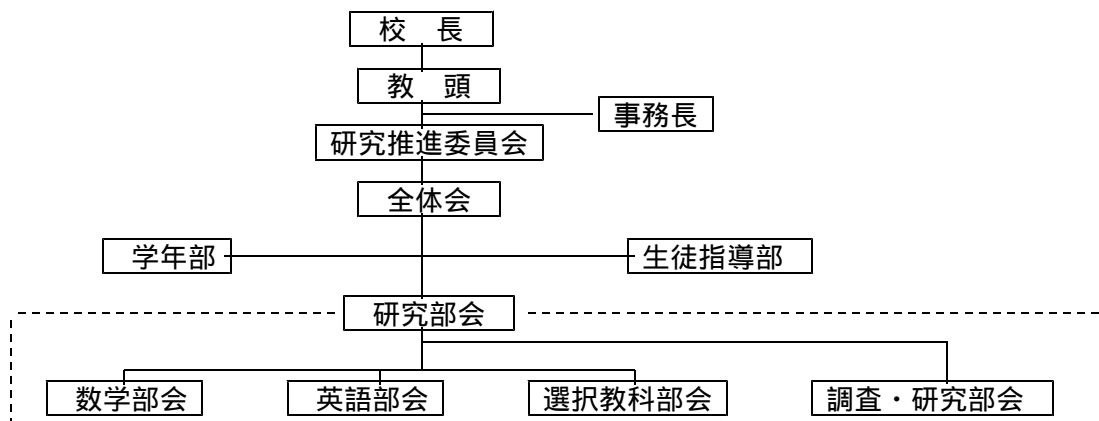 校　長
教　頭
事務長
研究推進委員会
全体会
学年部
生徒指導部
研究部会
数学部会
英語部会
選択教科部会
調査・研究部会